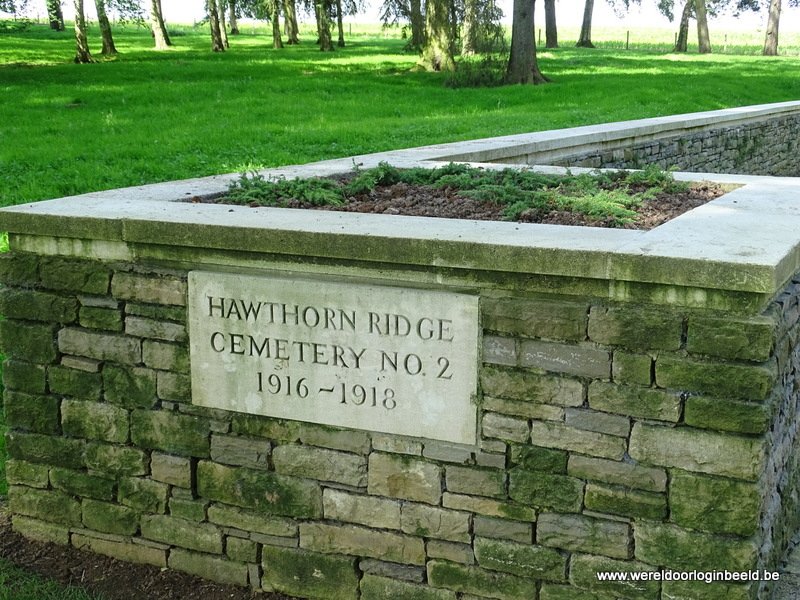 HAWTHORN RIDGE
CEMETERY NO. 2
1916 – 1918
www.wereldoorloginbeeld.be